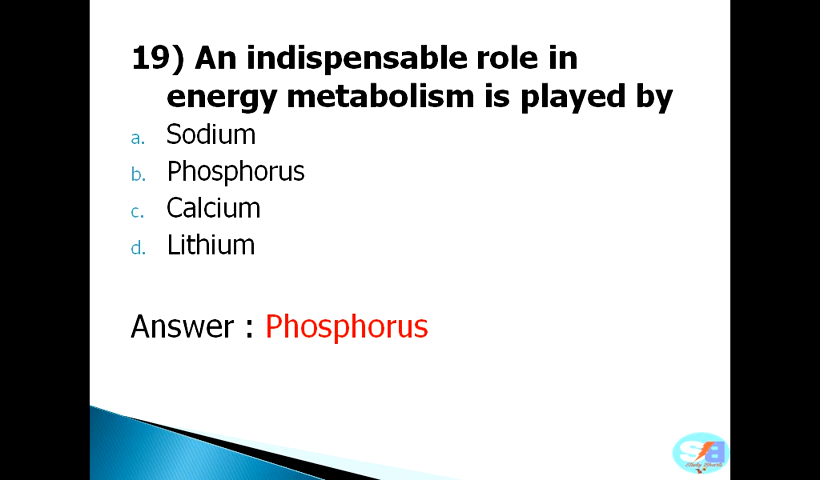 19) An indispensable role in
energy metabolism is played by
a. Sodium
b. Phosphorus
c. Calcium
d. Lithium
Answer : Phosphorus